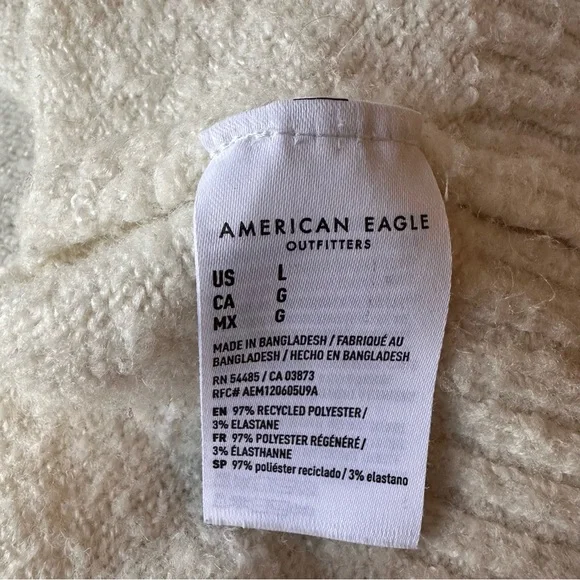 AMERICAN EAGLE
OUTFITTERS
US L
CA G
MX G
MADE IN BANGLADESH / FABRIQUÉ AU
BANGLADESH / HECHO EN BANGLADESH
RN 54485 / CA 03873
RFC# AEM120605U9A
EN 97% RECYCLED POLYESTER /
3% ELASTANE
FR 97% POLYESTER RÉGÉNÉRÉ /
3% ÉLASTHANNE
SP 97% poliéster reciclado / 3% elastano